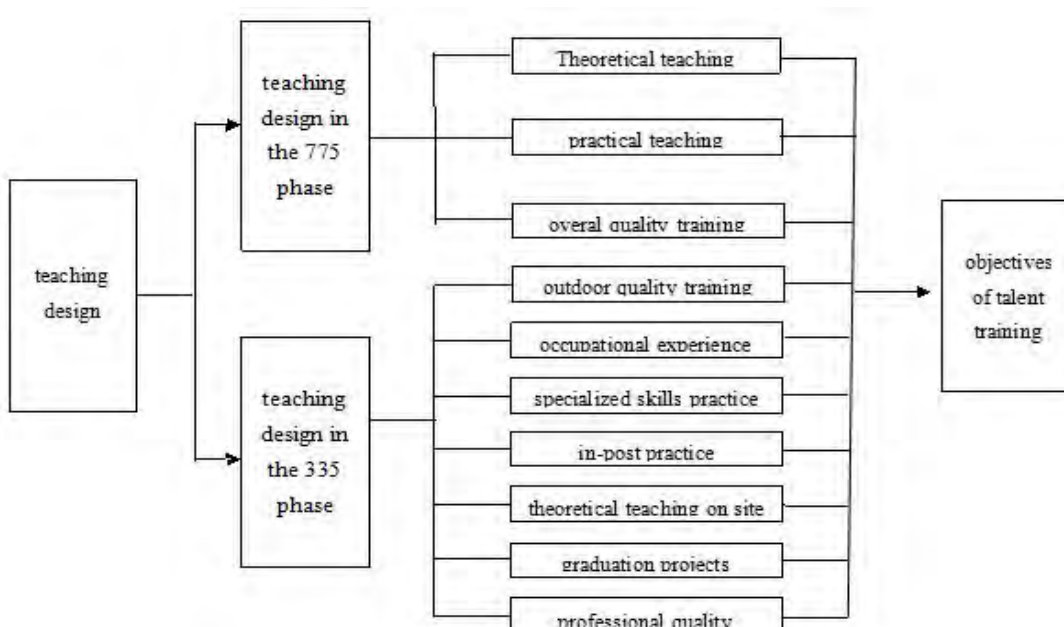 teaching
design
teaching
design in
the 775
phase
teaching
design in
the 335
phase
Theoretical teaching
practical teaching
overal quality training
outdoor quality training
occupational experience
specialized skills practice
in-post practice
theoretical teaching on site
graduation projects
professional quality
objectives
of talent
training